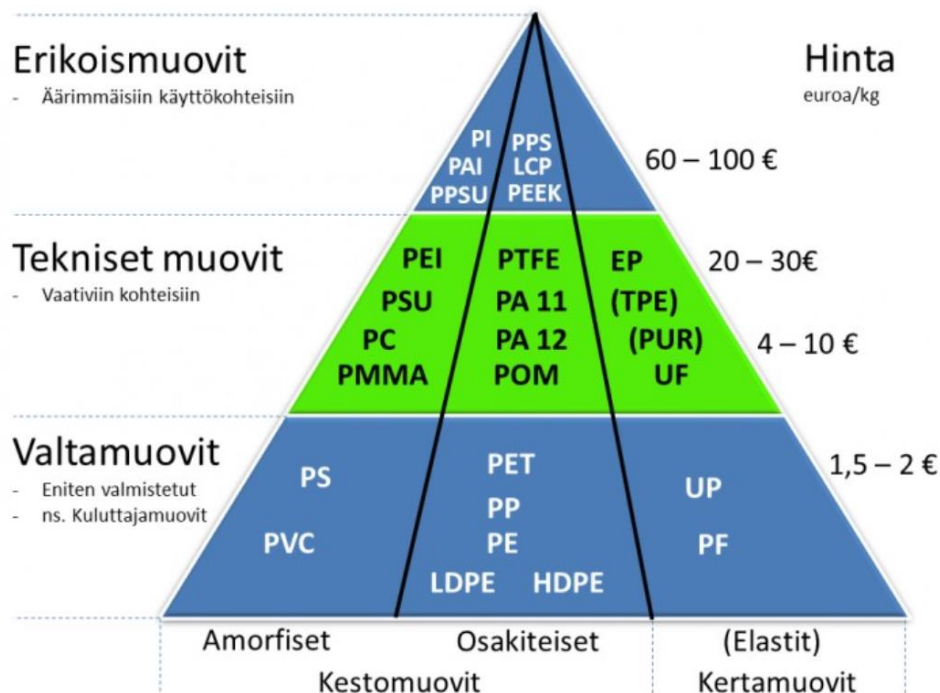 Erikoismuovit
- Äärimmäisiin käyttökohteisiin
Hinta
euroa/kg
PI
PAI
PPSU
PPS
LCP
PEEK
60 – 100 €
Tekniset muovit
- Vaativiin kohteisiin
PEI
PSU
PC
PMMA
PTFE
PA 11
PA 12
POM
EP
(TPE)
(PUR)
UF
20 – 30€
4 – 10 €
Valtamuovit
- Eniten valmistetut
- ns. Kuluttajamuovit
PS
PVC
PET
PP
PE
LDPE HDPE
UP
PF
1,5 – 2 €
Amorfiset Osakiteiset (Elastit)
Kestomuovit Kertamuovit